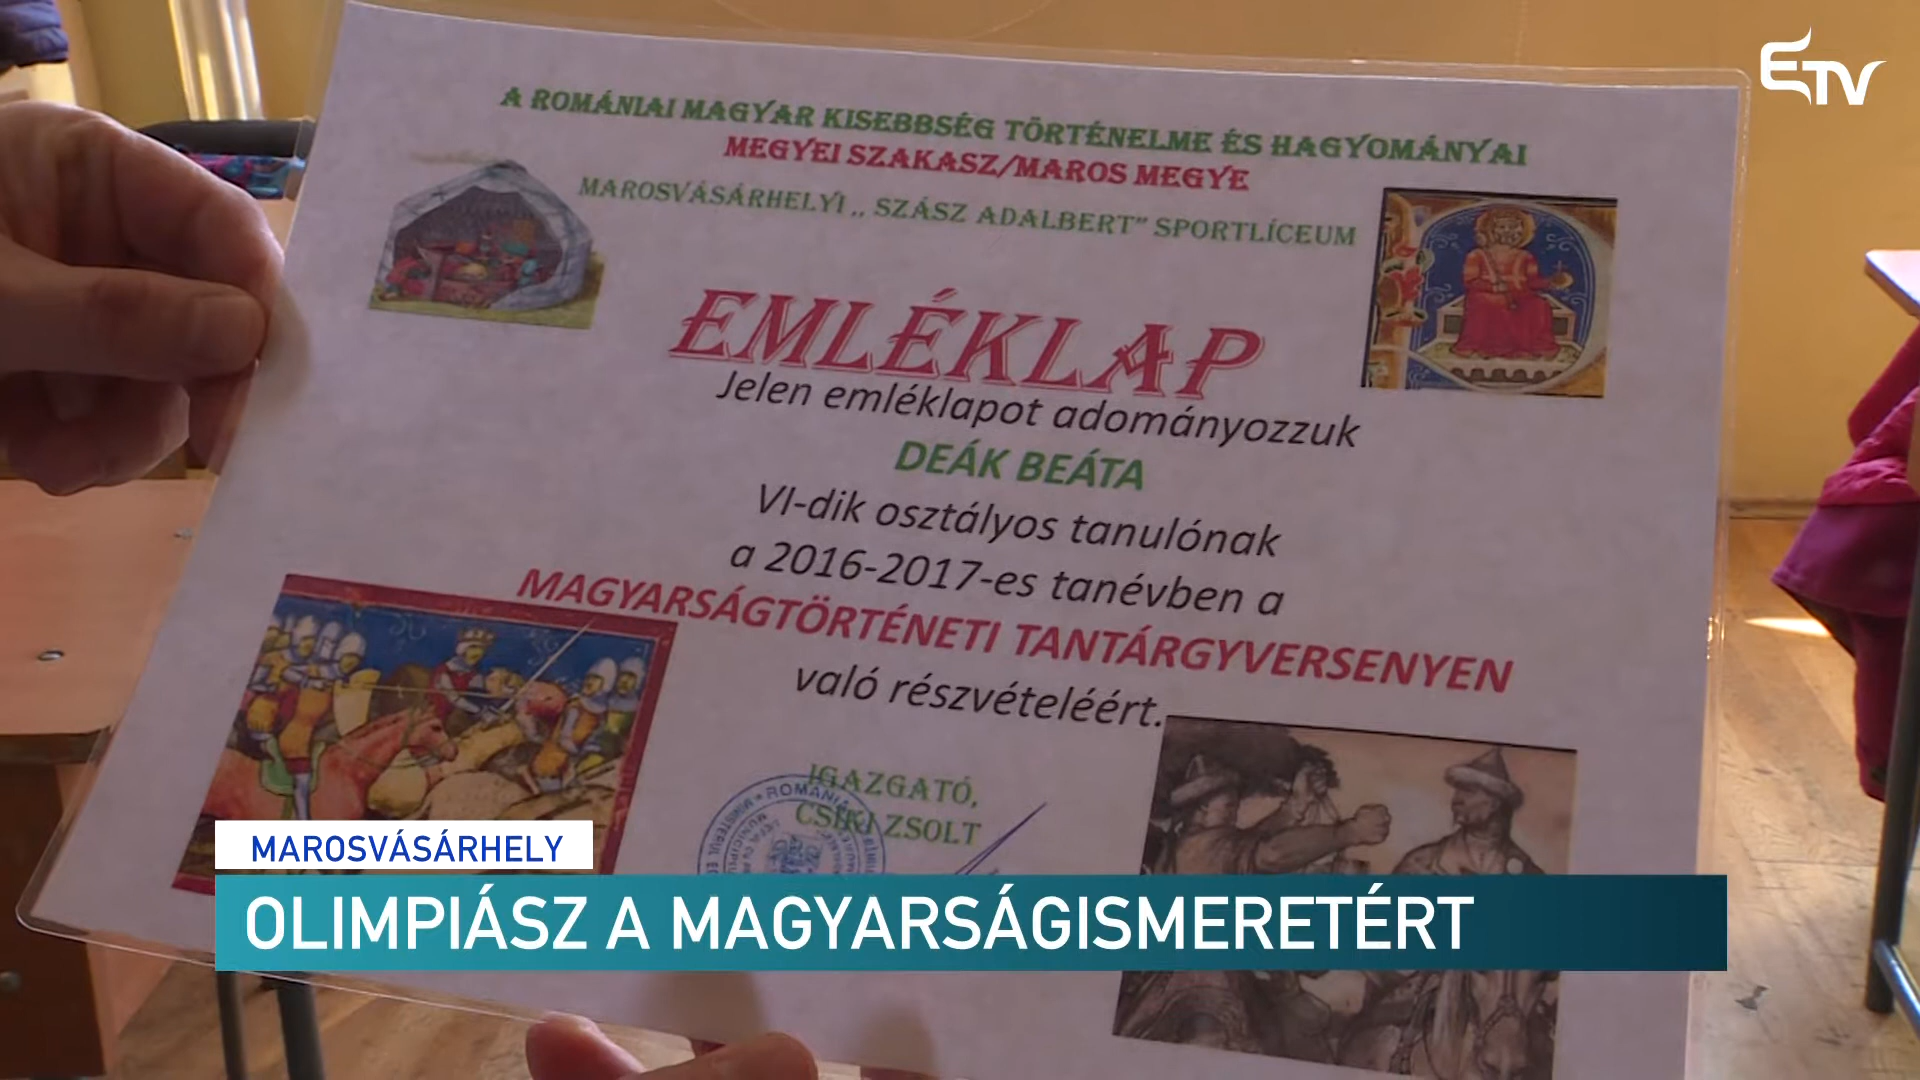 ETV
A ROMÁNIAI MAGYAR KISEBBSÉG TÖRTÉNELME ÉS HAGYOMÁNYAI
MEGYEI SZAKASZ/MAROS MEGYE
MAROSVÁSÁRHELYI ,, SZÁSZ ADALBERT" SPORTLÍCEUM
EMLÉKLAP
Jelen emléklapot adományozzuk
DEÁK BEÁTA
VI-dik osztályos tanulónak
a 2016-2017-es tanévben a
MAGYARSÁGTÖRTÉNETI TANTÁRGYVERSENYEN
való részvételéért.
IGAZGATÓ,
CSIKI ZSOLT
ROMÂNIA
MAROSVÁSÁRHELY
OLIMPIÁSZ A MAGYARSÁGISMERETÉRT